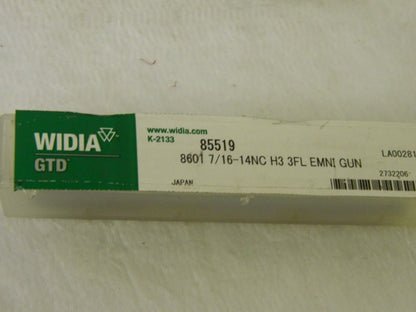 WIDIA
GTD
www.widia.com
K-2133
85519
8601 7/16-14NC H3 3FL EMNI GUN
LA00281
JAPAN
2732206